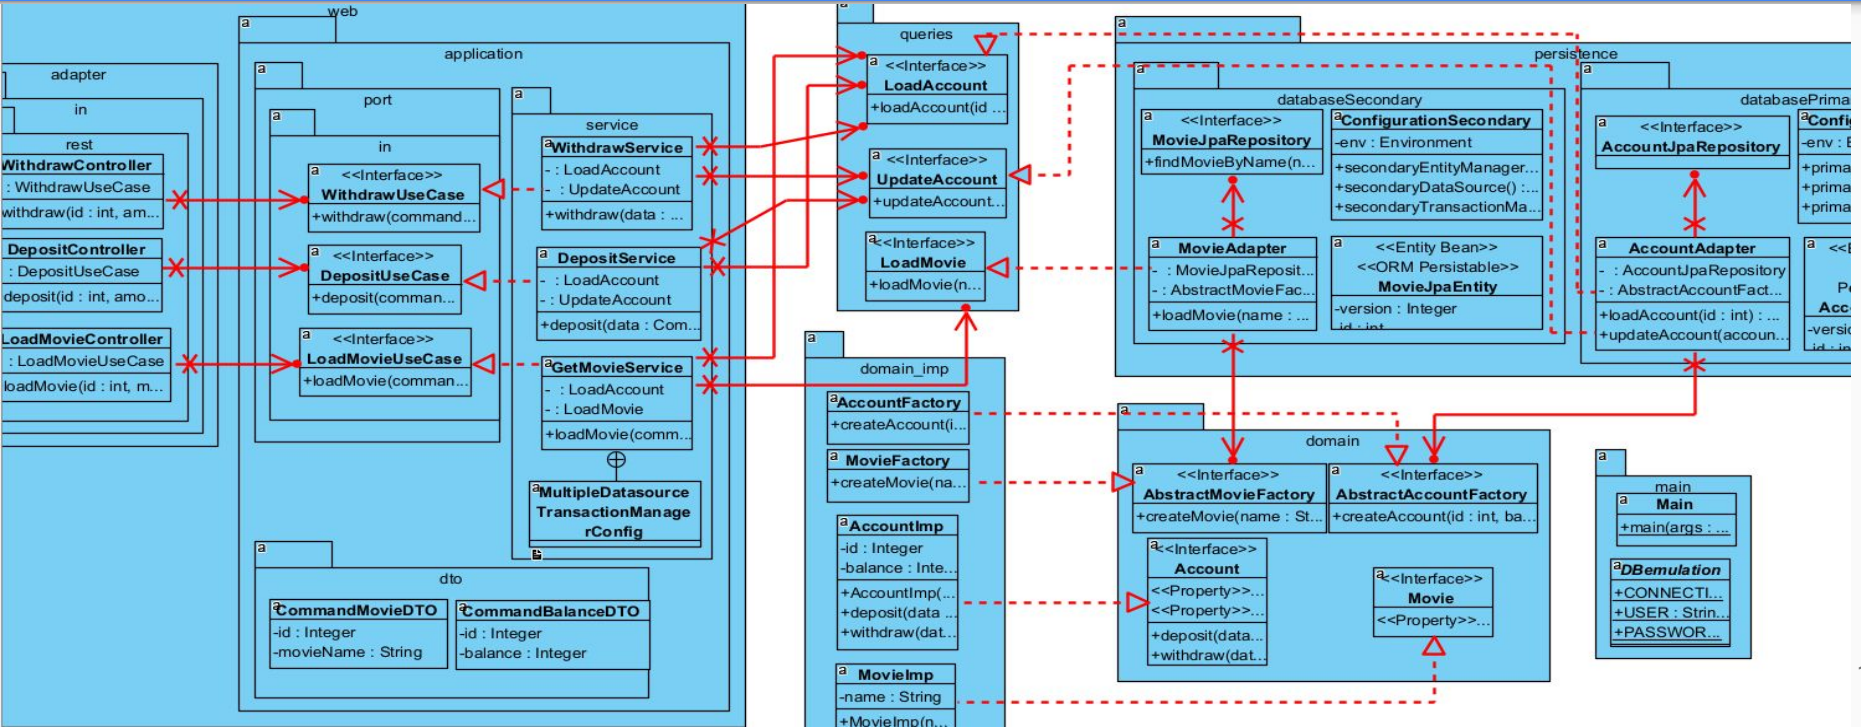 web
adapter
in
rest
WithdrawController
: WithdrawUseCase
withdraw(id : int, am...
DepositController
: DepositUseCase
deposit(id : int, amo...
LoadMovieController
: LoadMovieUseCase
loadMovie(id : int, m...
application
port
in
<<Interface>>
WithdrawUseCase
+withdraw(command...
<<Interface>>
DepositUseCase
+deposit(comman...
<<Interface>>
LoadMovieUseCase
+loadMovie(comman...
service
WithdrawService
- : LoadAccount
- : UpdateAccount
+withdraw(data : ...
DepositService
- : LoadAccount
- : UpdateAccount
+deposit(data : Com...
GetMovieService
- : LoadAccount
- : LoadMovie
+loadMovie(comm...
MultipleDatasource
TransactionManage
rConfig
dto
CommandMovieDTO
-id : Integer
-movieName : String
CommandBalanceDTO
-id : Integer
-balance : Integer
queries
<<Interface>>
LoadAccount
+loadAccount(id ...
<<Interface>>
UpdateAccount
+updateAccount...
<<Interface>>
LoadMovie
+loadMovie(n...
domain_imp
AccountFactory
+createAccount(i...
MovieFactory
+createMovie(na...
AccountImp
-id : Integer
-balance : Inte...
+AccountImp(...
+deposit(data ...
+withdraw(dat...
MovieImp
-name : String
+MovieImp(n...
persistence
databaseSecondary
<<Interface>>
MovieJpaRepository
+findMovieByName(n...
ConfigurationSecondary
-env : Environment
+secondaryEntityManager...
+secondaryDataSource() :...
+secondaryTransactionMa...
MovieAdapter
- : MovieJpaReposit...
- : AbstractMovieFac...
+loadMovie(name : ...
<<Entity Bean>>
<<ORM Persistable>>
MovieJpaEntity
-version : Integer
-id : int
databasePrima
<<Interface>>
AccountJpaRepository
Config
-env : E
+prima
+prima
+prima
AccountAdapter
- : AccountJpaRepository
- : AbstractAccountFact...
+loadAccount(id : int) : ...
+updateAccount(accoun...
<<E
Acc
-versio
domain
<<Interface>>
AbstractMovieFactory
+createMovie(name : St...
<<Interface>>
AbstractAccountFactory
+createAccount(id : int, ba...
<<Interface>>
Account
<<Property>>...
<<Property>>...
+deposit(data...
+withdraw(dat...
<<Interface>>
Movie
<<Property>>...
main
Main
+main(args : ...
DBemulation
+CONNECTI...
+USER : Strin...
+PASSWOR...